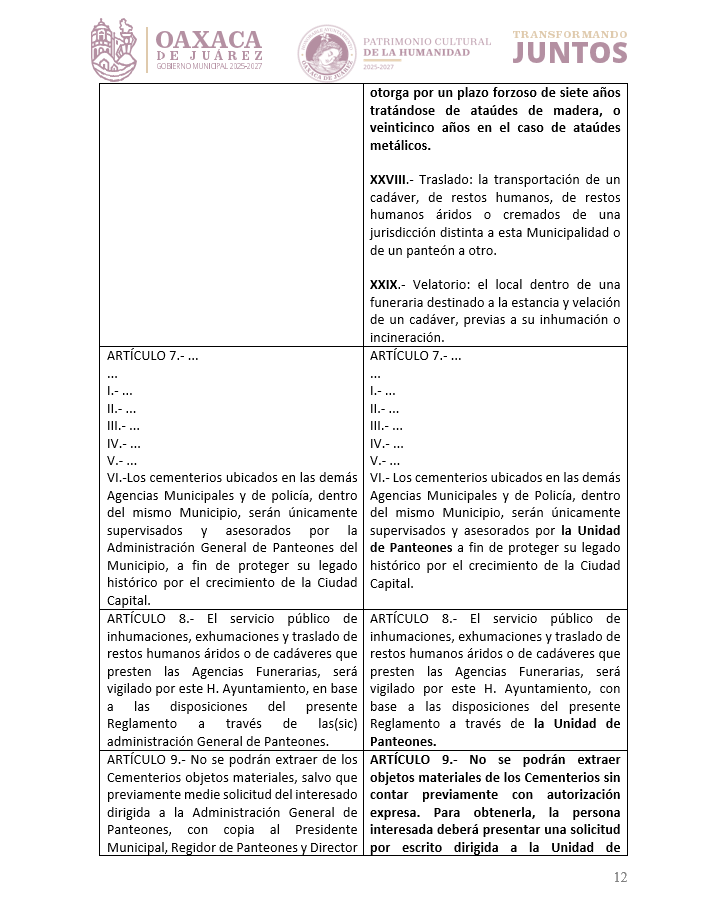 OAXACA
DE JUÁREZ
GOBIERNO MUNICIPAL 2025-2027
PATRIMONIO CULTURAL
DE LA HUMANIDAD
2025-2027
TRANSFORMANDO
JUNTOS
otorga por un plazo forzoso de siete años
tratándose de ataúdes de madera, o
veinticinco años en el caso de ataúdes
metálicos.
XXVIII.- Traslado: la transportación de un
cadáver, de restos humanos, de restos
humanos áridos o cremados de una
jurisdicción distinta a esta Municipalidad o
de un panteón a otro.
XXIX.- Velatorio: el local dentro de una
funeraria destinado a la estancia y velación
de un cadáver, previas a su inhumación o
incineración.
ARTÍCULO 7.- ...
...
I.- ...
II.- ...
III.- ...
IV.- ...
V.- ...
VI.-Los cementerios ubicados en las demás
Agencias Municipales y de policía, dentro
del mismo Municipio, serán únicamente
supervisados y asesorados por la
Administración General de Panteones del
Municipio, a fin de proteger su legado
histórico por el crecimiento de la Ciudad
Capital.
ARTÍCULO 7.- ...
...
I.- ...
II.- ...
III.- ...
IV.- ...
V.- ...
VI.- Los cementerios ubicados en las demás
Agencias Municipales y de Policía, dentro
del mismo Municipio, serán únicamente
supervisados y asesorados por la Unidad
de Panteones a fin de proteger su legado
histórico por el crecimiento de la Ciudad
Capital.
ARTÍCULO 8.- El servicio público de
inhumaciones, exhumaciones y traslado de
restos humanos áridos o de cadáveres que
presten las Agencias Funerarias, será
vigilado por este H. Ayuntamiento, en base
a las disposiciones del presente
Reglamento a través de las(sic)
administración General de Panteones.
ARTÍCULO 8.- El servicio público de
inhumaciones, exhumaciones y traslado de
restos humanos áridos o de cadáveres que
presten las Agencias Funerarias, será
vigilado por este H. Ayuntamiento, con
base a las disposiciones del presente
Reglamento a través de la Unidad de
Panteones.
ARTÍCULO 9.- No se podrán extraer de los
Cementerios objetos materiales, salvo que
previamente medie solicitud del interesado
dirigida a la Administración General de
Panteones, con copia al Presidente
Municipal, Regidor de Panteones y Director
ARTÍCULO 9.- No se podrán extraer
objetos materiales de los Cementerios sin
contar previamente con autorización
expresa. Para obtenerla, la persona
interesada deberá presentar una solicitud
por escrito dirigida a la Unidad de
12